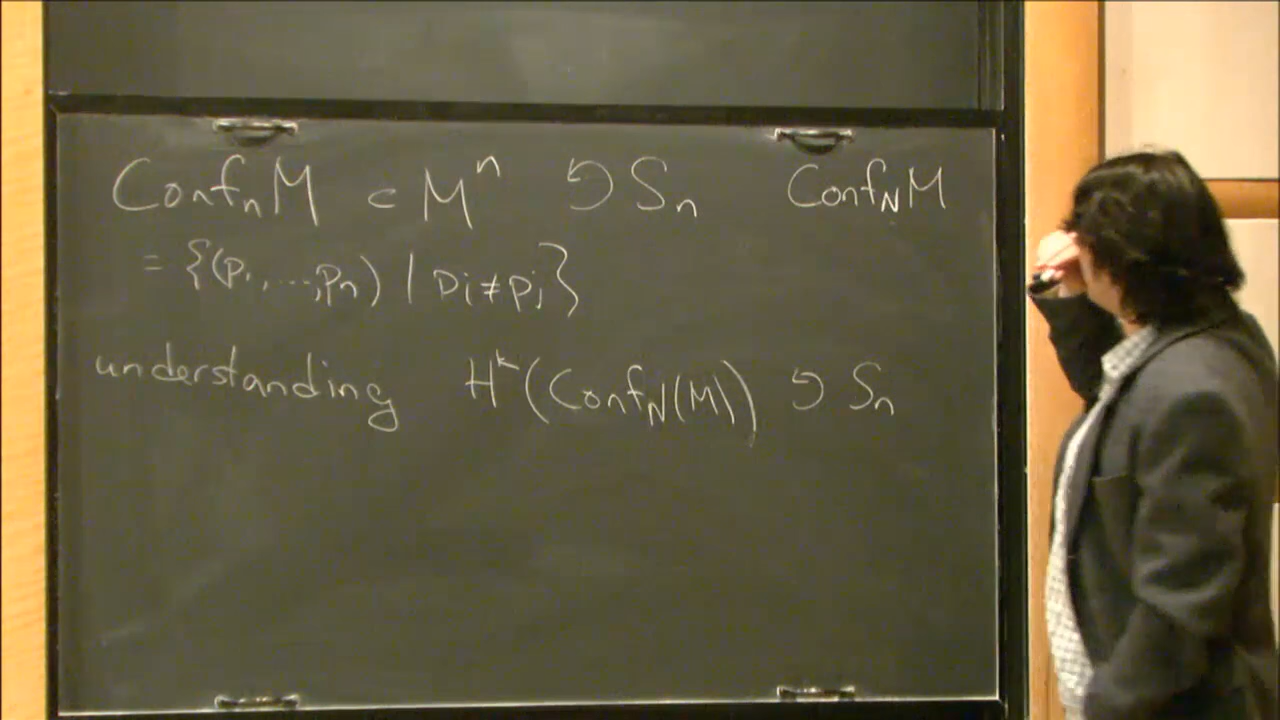 Conf_n M ⊂ M^n ↺ S_n Conf_N M
= {(p_1, ..., p_n) | p_i ≠ p_j}
understanding H^k(Conf_N(M)) ↺ S_n